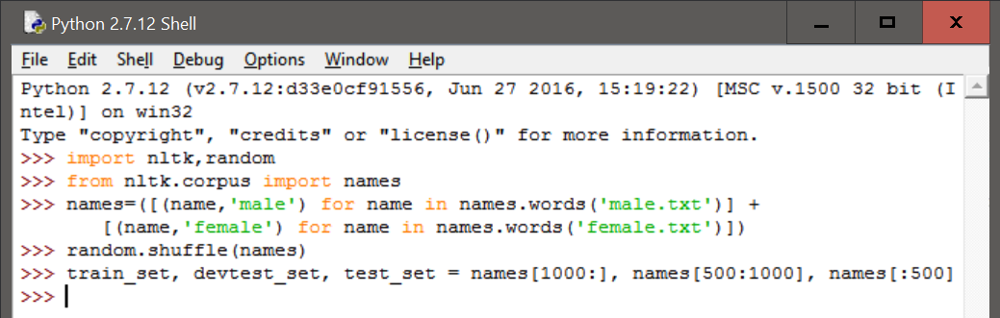 Python 2.7.12 Shell
File Edit Shell Debug Options Window Help
Python 2.7.12 (v2.7.12:d33e0cf91556, Jun 27 2016, 15:19:22) [MSC v.1500 32 bit (I
ntel)] on win32
Type "copyright", "credits" or "license()" for more information.
>>> import nltk,random
>>> from nltk.corpus import names
>>> names=([(name,'male') for name in names.words('male.txt')] +
       [(name,'female') for name in names.words('female.txt')])
>>> random.shuffle(names)
>>> train_set, devtest_set, test_set = names[1000:], names[500:1000], names[:500]
>>>